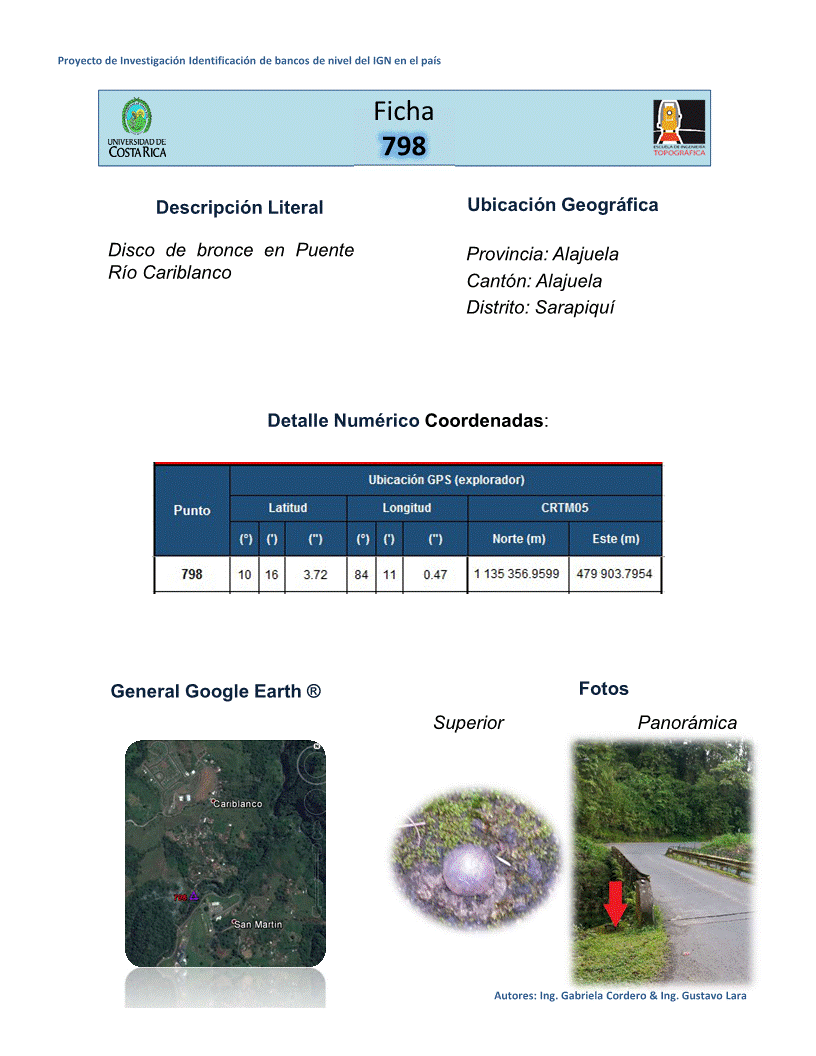 Proyecto de Investigación Identificación de bancos de nivel del IGN en el país
UNIVERSIDAD DE
COSTA RICA
Ficha
798
ESCUELA DE INGENIERÍA
TOPOGRÁFICA
Descripción Literal
Disco de bronce en Puente
Río Cariblanco
Ubicación Geográfica
Provincia: Alajuela
Cantón: Alajuela
Distrito: Sarapiquí
Detalle Numérico Coordenadas:
Punto
Ubicación GPS (explorador)
Latitud Longitud CRTM05
(°) (') (") (°) (') (") Norte (m) Este (m)
798 10 16 3.72 84 11 0.47 1 135 356.9599 479 903.7954
General Google Earth ®
Cariblanco
798
San Martin
Fotos
Superior Panorámica
Autores: Ing. Gabriela Cordero & Ing. Gustavo Lara